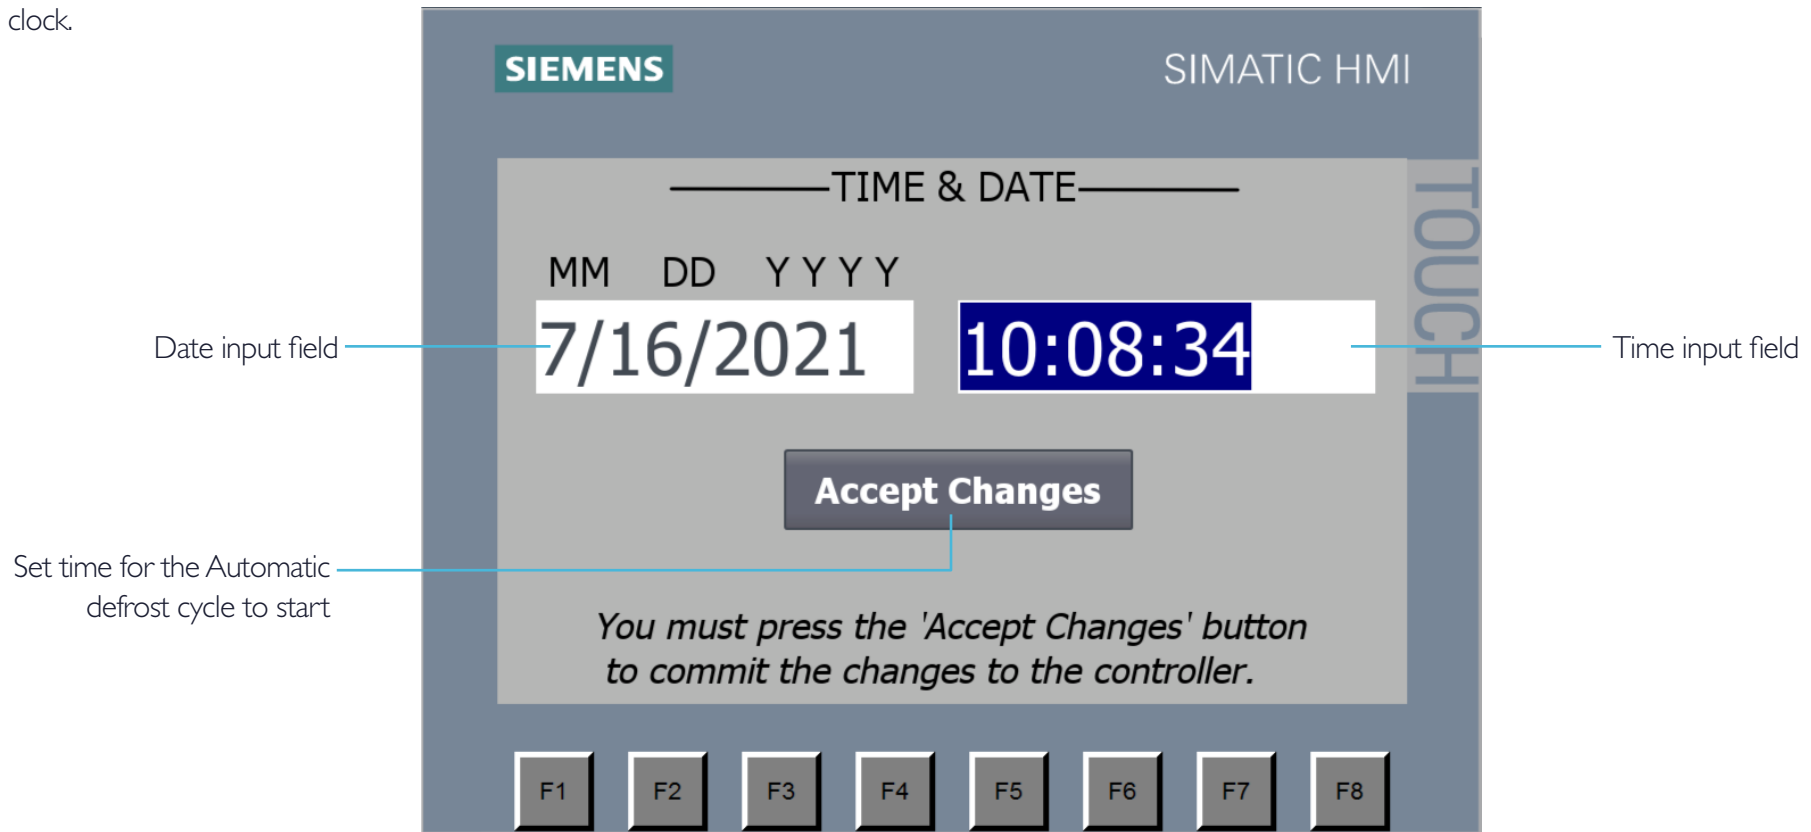 clock.
SIEMENS
SIMATIC HMI
TOUCH
TIME & DATE
MM DD Y Y Y Y
7/16/2021
10:08:34
Date input field
Time input field
Accept Changes
Set time for the Automatic
defrost cycle to start
You must press the 'Accept Changes' button
to commit the changes to the controller.
F1 F2 F3 F4 F5 F6 F7 F8